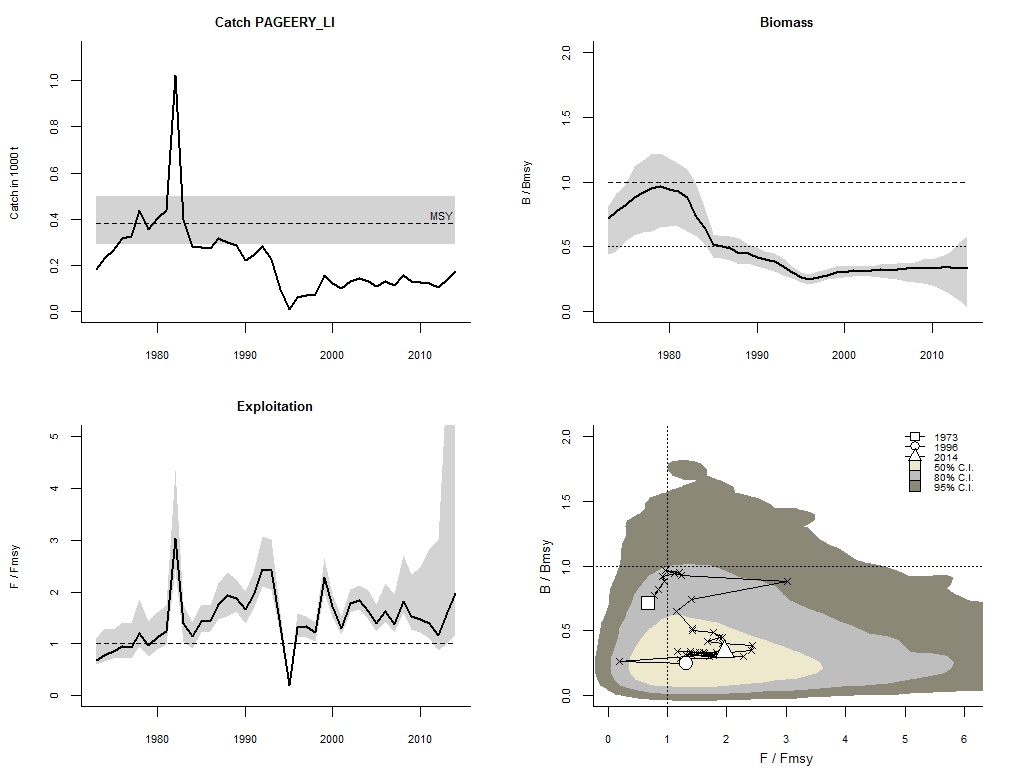 Catch PAGEERY_LI
Catch in 1000 t
0.0 0.2 0.4 0.6 0.8 1.0
MSY
1980 1990 2000 2010
Biomass
B / Bmsy
0.0 0.5 1.0 1.5 2.0
1980 1990 2000 2010
Exploitation
F / Fmsy
0 1 2 3 4 5
1980 1990 2000 2010
B / Bmsy
0.0 0.5 1.0 1.5 2.0
1973
1996
2014
50% C.I.
80% C.I.
95% C.I.
0 1 2 3 4 5 6
F / Fmsy